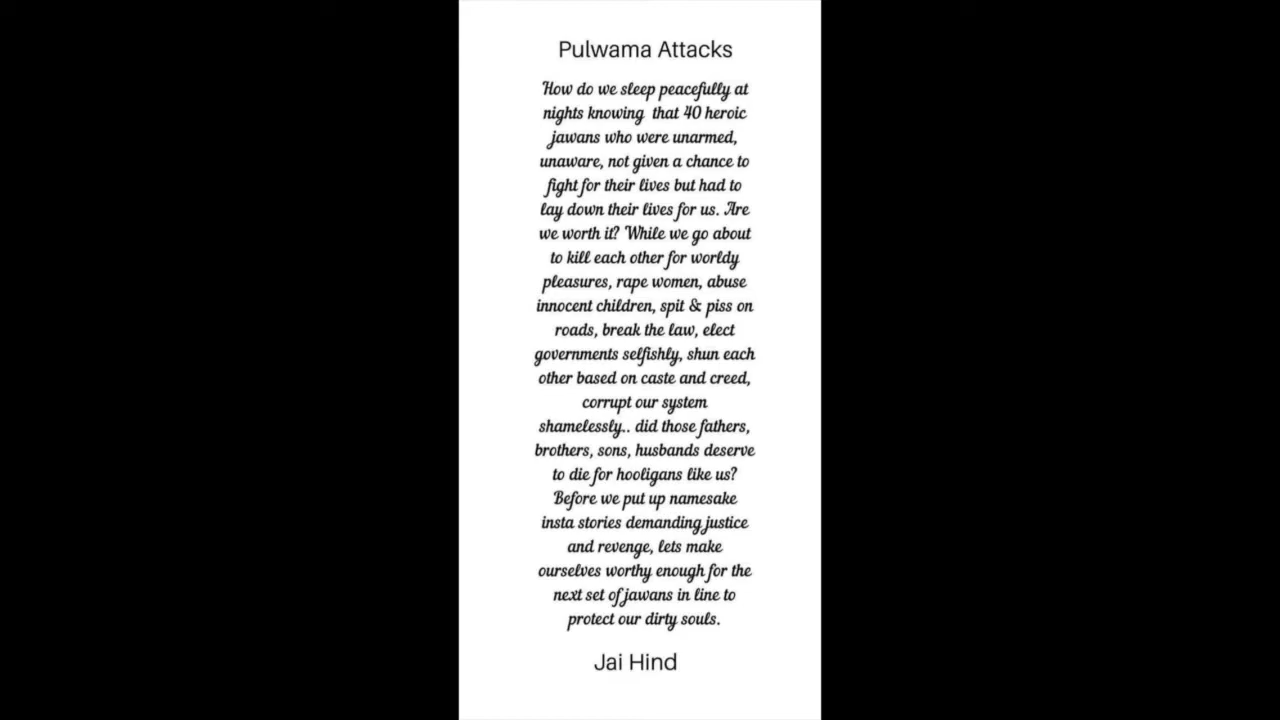 Pulwama Attacks
How do we sleep peacefully at
nights knowing that 40 heroic
jawans who were unarmed,
unaware, not given a chance to
fight for their lives but had to
lay down their lives for us. Are
we worth it? While we go about
to kill each other for worldy
pleasures, rape women, abuse
innocent children, spit & piss on
roads, break the law, elect
governments selfishly, shun each
other based on caste and creed,
corrupt our system
shamelessly.. did those fathers,
brothers, sons, husbands deserve
to die for hooligans like us?
Before we put up namesake
insta stories demanding justice
and revenge, lets make
ourselves worthy enough for the
next set of jawans in line to
protect our dirty souls.
Jai Hind